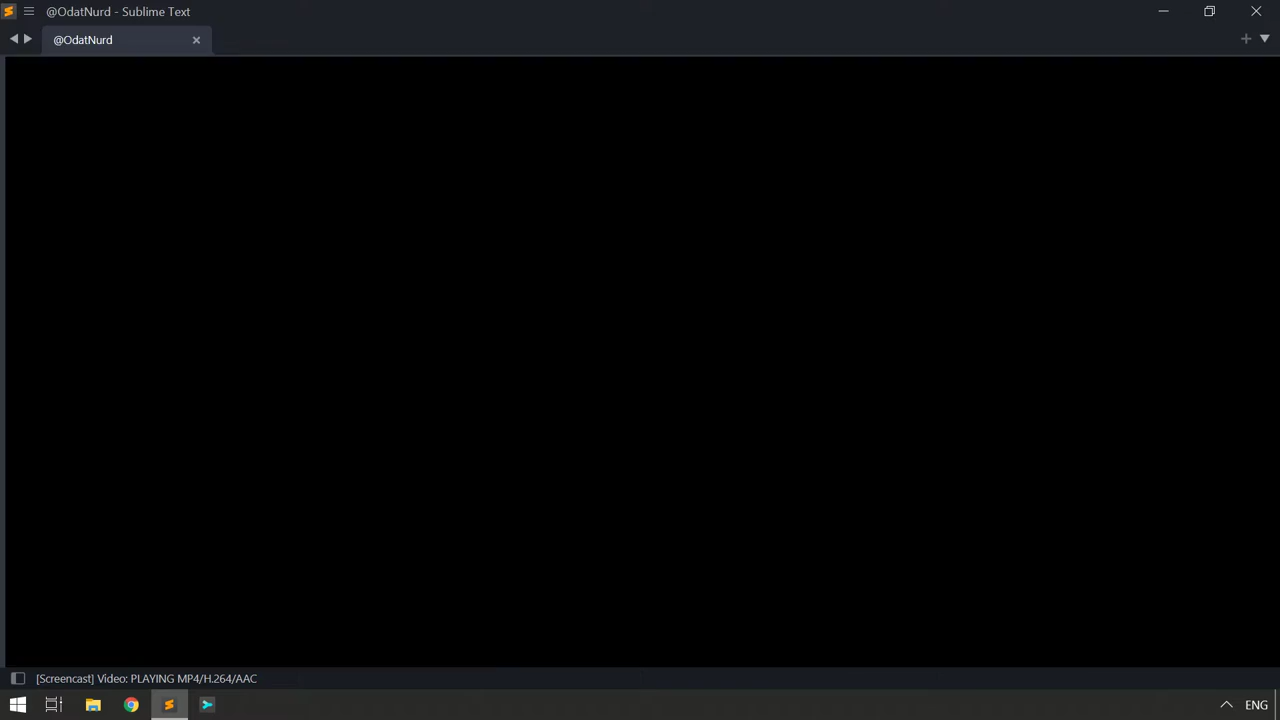 @OdatNurd - Sublime Text
@OdatNurd
[Screencast] Video: PLAYING MP4/H.264/AAC
ENG